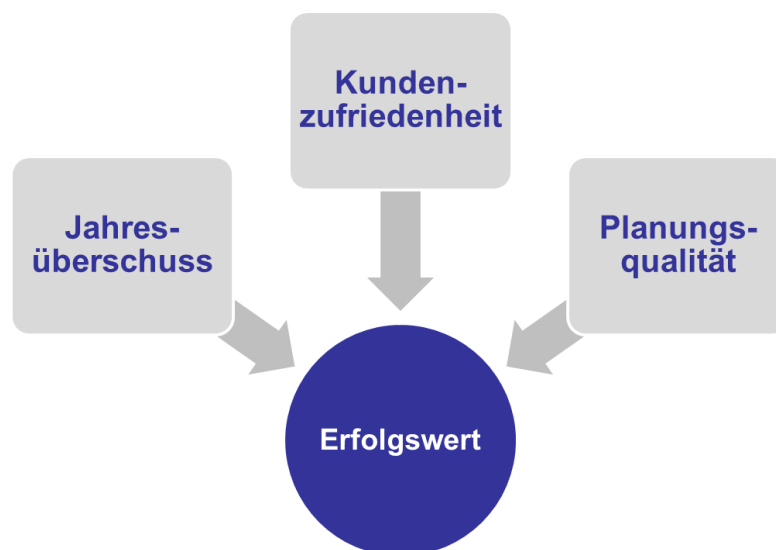 Kunden-
zufriedenheit
Jahres-
überschuss
Planungs-
qualität
Erfolgswert